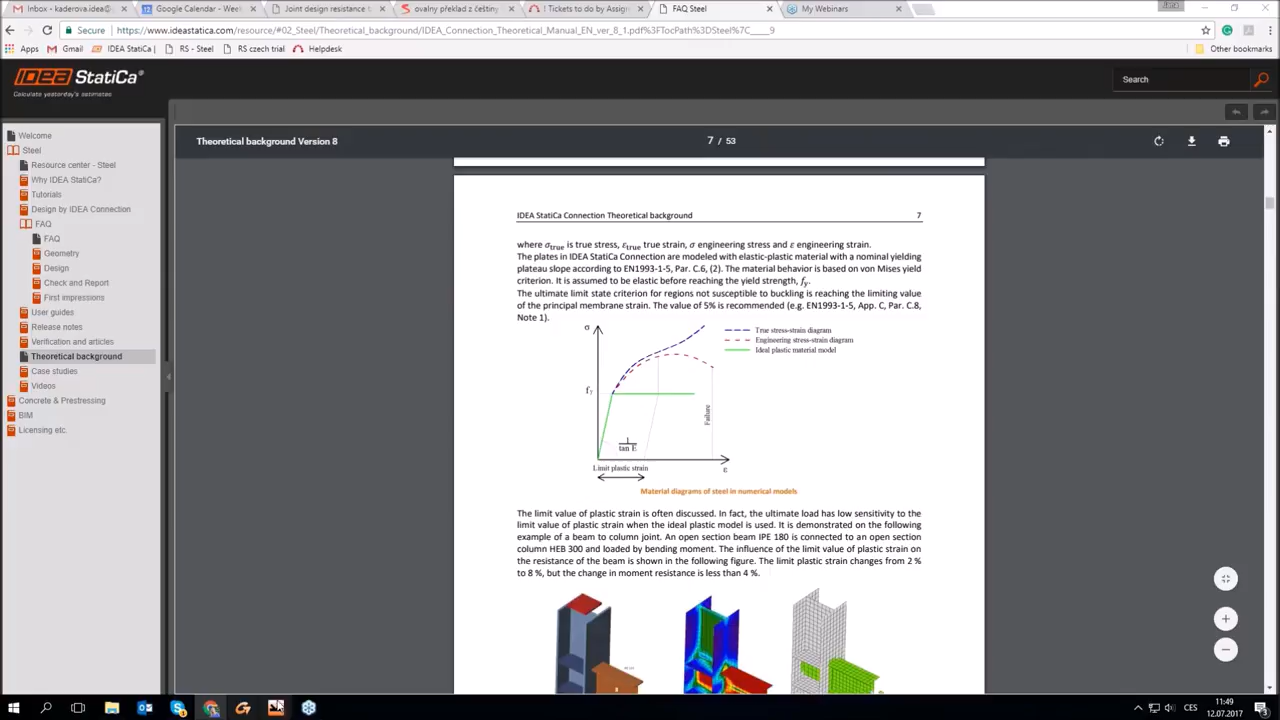 Inbox - kaderova.idea@
Google Calendar - Week
Joint design resistance t
ovalny překlad z češtiny
! Tickets to do by Assign
FAQ Steel
My Webinars
Secure
https://www.ideastatica.com/resource/#02_Steel/Theoretical_background/IDEA_Connection_Theoretical_Manual_EN_ver_8_1.pdf%3FTocPath%3DSteel%7C____9
Apps
Gmail
IDEA StatiCa |
RS - Steel
RS czech trial
Helpdesk
Other bookmarks
IDEA StatiCa®
Calculate yesterday's estimates
Search
Welcome
Steel
Resource center - Steel
Why IDEA StatiCa?
Tutorials
Design by IDEA Connection
FAQ
FAQ
Geometry
Design
Check and Report
First impressions
User guides
Release notes
Verification and articles
Theoretical background
Case studies
Videos
Concrete & Prestressing
BIM
Licensing etc.
Theoretical background Version 8
7 / 53
IDEA StatiCa Connection Theoretical background 7
where σtrue is true stress, εtrue true strain, σ engineering stress and ε engineering strain.
The plates in IDEA StatiCa Connection are modeled with elastic-plastic material with a nominal yielding
plateau slope according to EN1993-1-5, Par. C.6, (2). The material behavior is based on von Mises yield
criterion. It is assumed to be elastic before reaching the yield strength, fy.
The ultimate limit state criterion for regions not susceptible to buckling is reaching the limiting value
of the principal membrane strain. The value of 5% is recommended (e.g. EN1993-1-5, App. C, Par. C.8,
Note 1).
σ
True stress-strain diagram
Engineering stress-strain diagram
Ideal plastic material model
fy
Failure
1
tan E
Limit plastic strain
ε
Material diagrams of steel in numerical models
The limit value of plastic strain is often discussed. In fact, the ultimate load has low sensitivity to the
limit value of plastic strain when the ideal plastic model is used. It is demonstrated on the following
example of a beam to column joint. An open section beam IPE 180 is connected to an open section
column HEB 300 and loaded by bending moment. The influence of the limit value of plastic strain on
the resistance of the beam is shown in the following figure. The limit plastic strain changes from 2 %
to 8 %, but the change in moment resistance is less than 4 %.
CES
11:49
12.07.2017
3